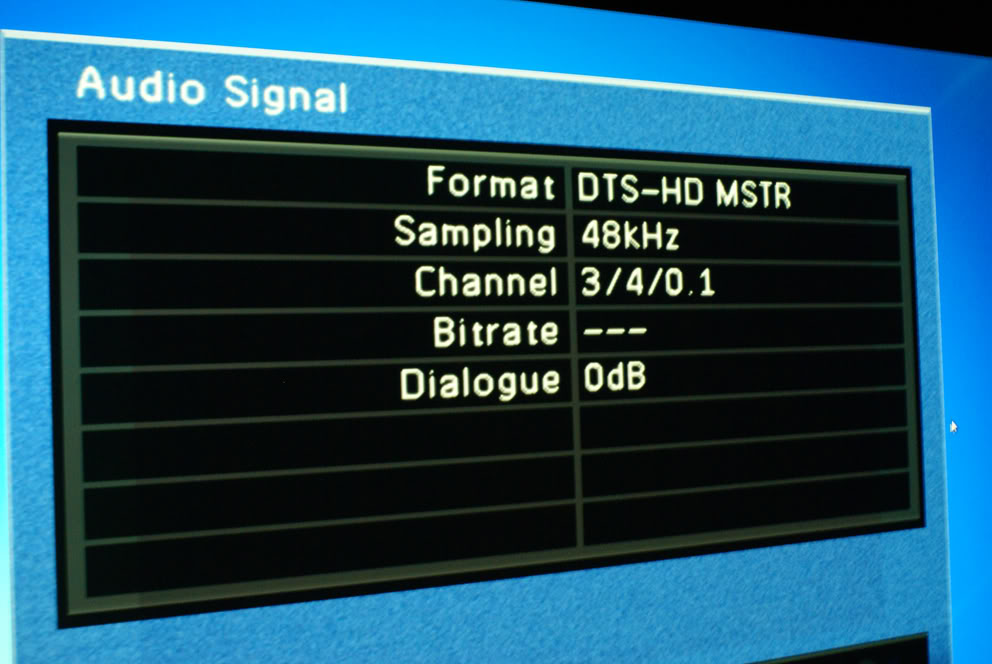 Audio Signal
Format DTS-HD MSTR
Sampling 48kHz
Channel 3/4/0.1
Bitrate ---
Dialogue 0dB